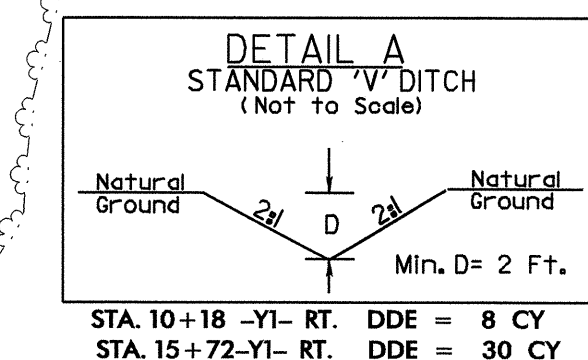 DETAIL A
STANDARD 'V' DITCH
(Not to Scale)
Natural
Ground
2:1
D
2:1
Natural
Ground
Min. D= 2 Ft.
STA. 10+18 -Y1- RT. DDE = 8 CY
STA. 15+72-Y1- RT. DDE = 30 CY